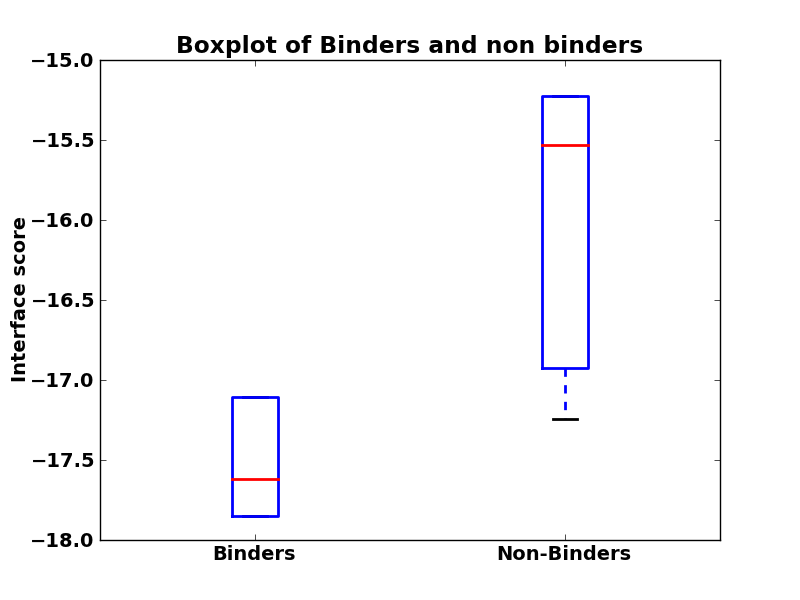 Boxplot of Binders and non binders
−15.0
−15.5
−16.0
−16.5
−17.0
−17.5
−18.0
Interface score
Binders
Non-Binders